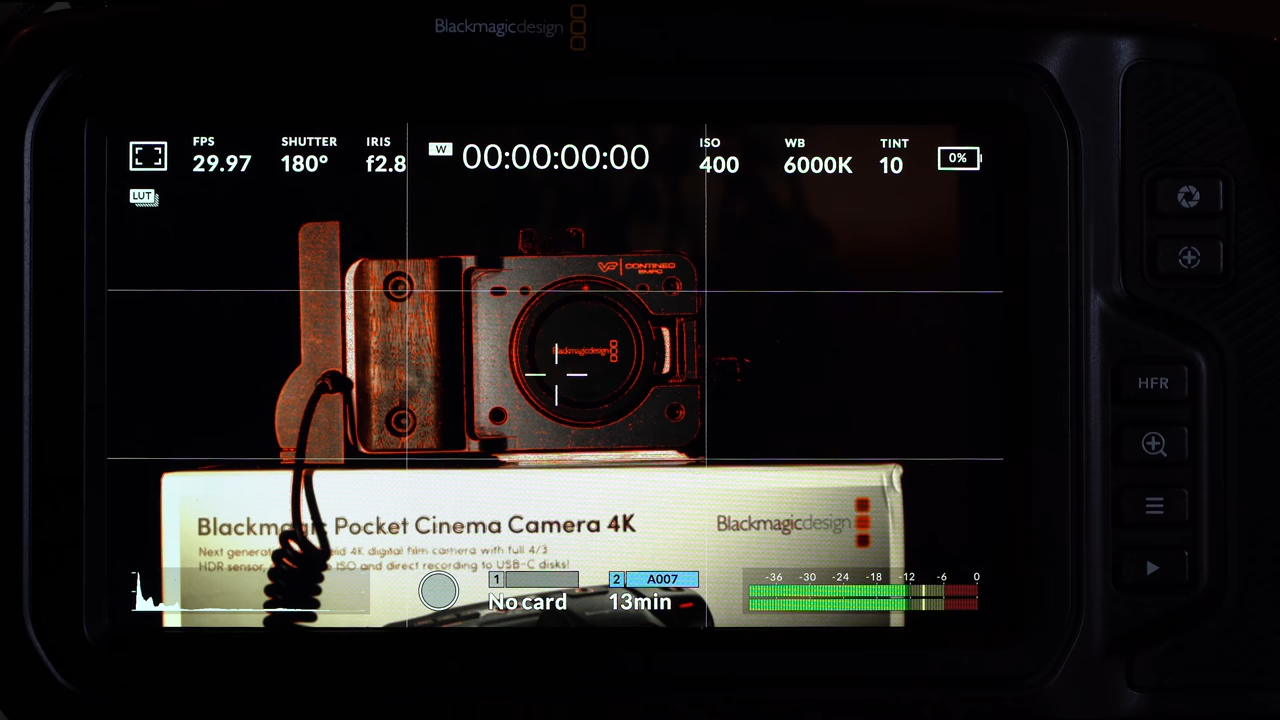 Blackmagicdesign
FPS SHUTTER IRIS W 00:00:00:00 ISO WB TINT 0%
29.97 180° f2.8 400 6000K 10
LUT
CONTINEO
BMPC
Blackmagicdesign
Blackmagic Pocket Cinema Camera 4K
Blackmagicdesign
4K digital film camera with full 4/3
HDR sensor, ISO and direct recording to USB-C disks!
1 2 A007 -36 -30 -24 -18 -12 -6 0
No card 13min
HFR